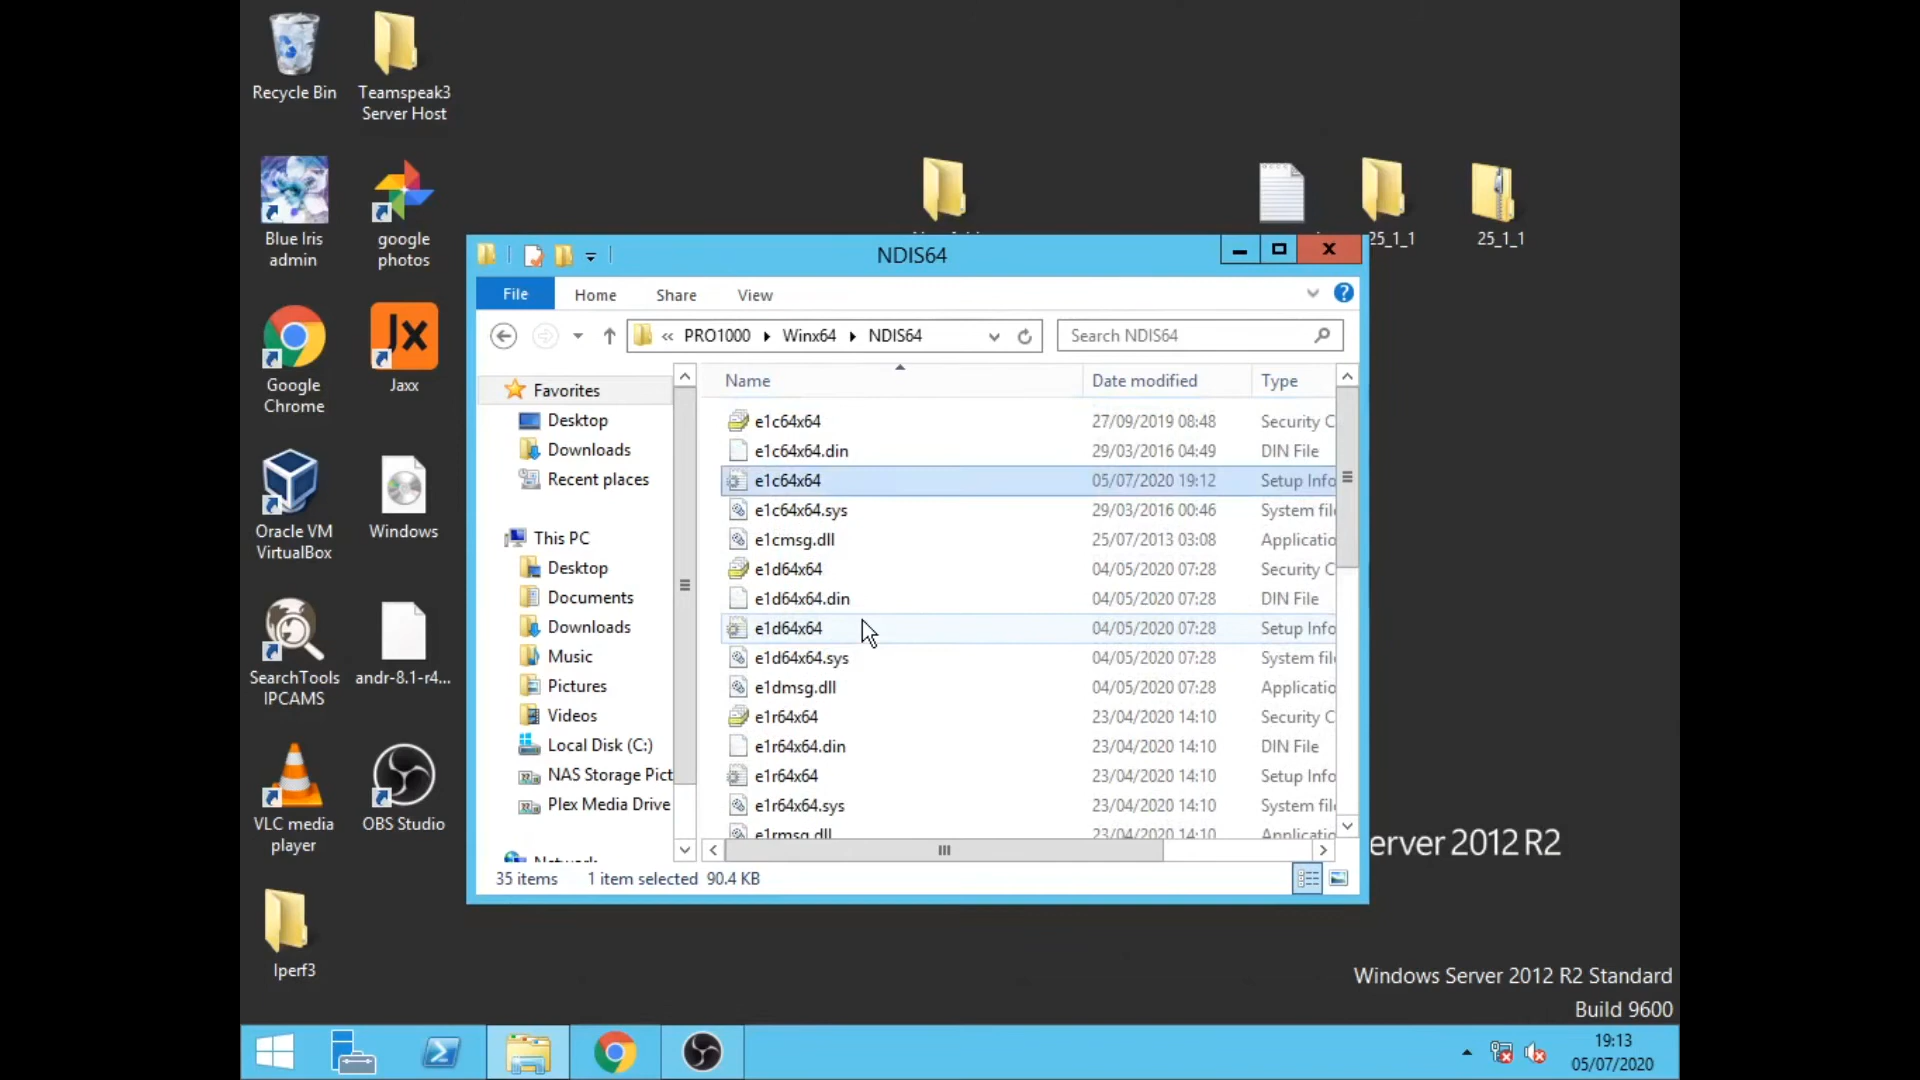 Recycle Bin
Teamspeak3
Server Host
Blue Iris
admin
google
photos
25_1_1
25_1_1
Google
Chrome
Jaxx
Jx
Oracle VM
VirtualBox
Windows
SearchTools
IPCAMS
andr-8.1-r4...
VLC media
player
OBS Studio
Iperf3
NDIS64
File
Home
Share
View
« PRO1000
Winx64
NDIS64
Search NDIS64
Name
Date modified
Type
Favorites
Desktop
Downloads
Recent places
This PC
Desktop
Documents
Downloads
Music
Pictures
Videos
Local Disk (C:)
NAS Storage Pict
Plex Media Drive
e1c64x64 27/09/2019 08:48 Security C
e1c64x64.din 29/03/2016 04:49 DIN File
e1c64x64 05/07/2020 19:12 Setup Info
e1c64x64.sys 29/03/2016 00:46 System fil
e1cmsg.dll 25/07/2013 03:08 Applicatio
e1d64x64 04/05/2020 07:28 Security C
e1d64x64.din 04/05/2020 07:28 DIN File
e1d64x64 04/05/2020 07:28 Setup Info
e1d64x64.sys 04/05/2020 07:28 System fil
e1dmsg.dll 04/05/2020 07:28 Applicatio
e1r64x64 23/04/2020 14:10 Security C
e1r64x64.din 23/04/2020 14:10 DIN File
e1r64x64 23/04/2020 14:10 Setup Info
e1r64x64.sys 23/04/2020 14:10 System fil
e1rmsg.dll 23/04/2020 14:10 Applicatio
35 items
1 item selected 90.4 KB
erver 2012 R2
Windows Server 2012 R2 Standard
Build 9600
19:13
05/07/2020